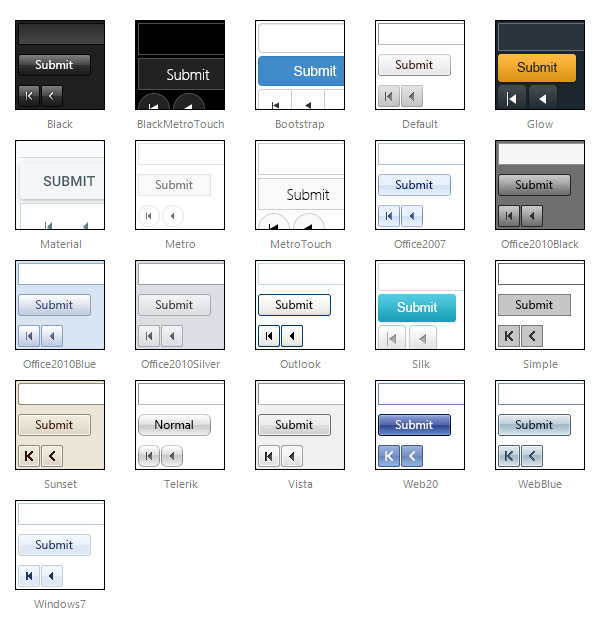 Submit
Submit
Submit
Submit
Submit
Black
BlackMetroTouch
Bootstrap
Default
Glow
SUBMIT
Submit
Submit
Submit
Submit
Material
Metro
MetroTouch
Office2007
Office2010Black
Submit
Submit
Submit
Submit
Submit
Office2010Blue
Office2010Silver
Outlook
Silk
Simple
Submit
Normal
Submit
Submit
Submit
Sunset
Telerik
Vista
Web20
WebBlue
Submit
Windows7